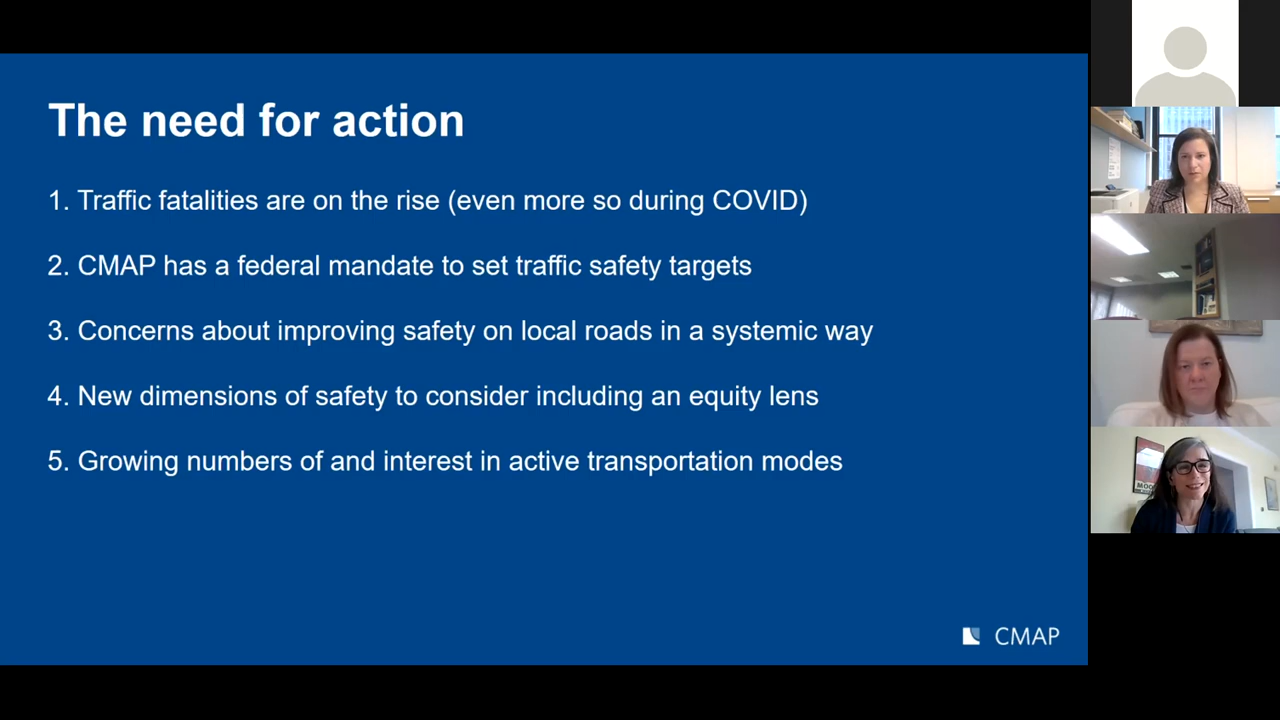 The need for action
1. Traffic fatalities are on the rise (even more so during COVID)
2. CMAP has a federal mandate to set traffic safety targets
3. Concerns about improving safety on local roads in a systemic way
4. New dimensions of safety to consider including an equity lens
5. Growing numbers of and interest in active transportation modes
CMAP